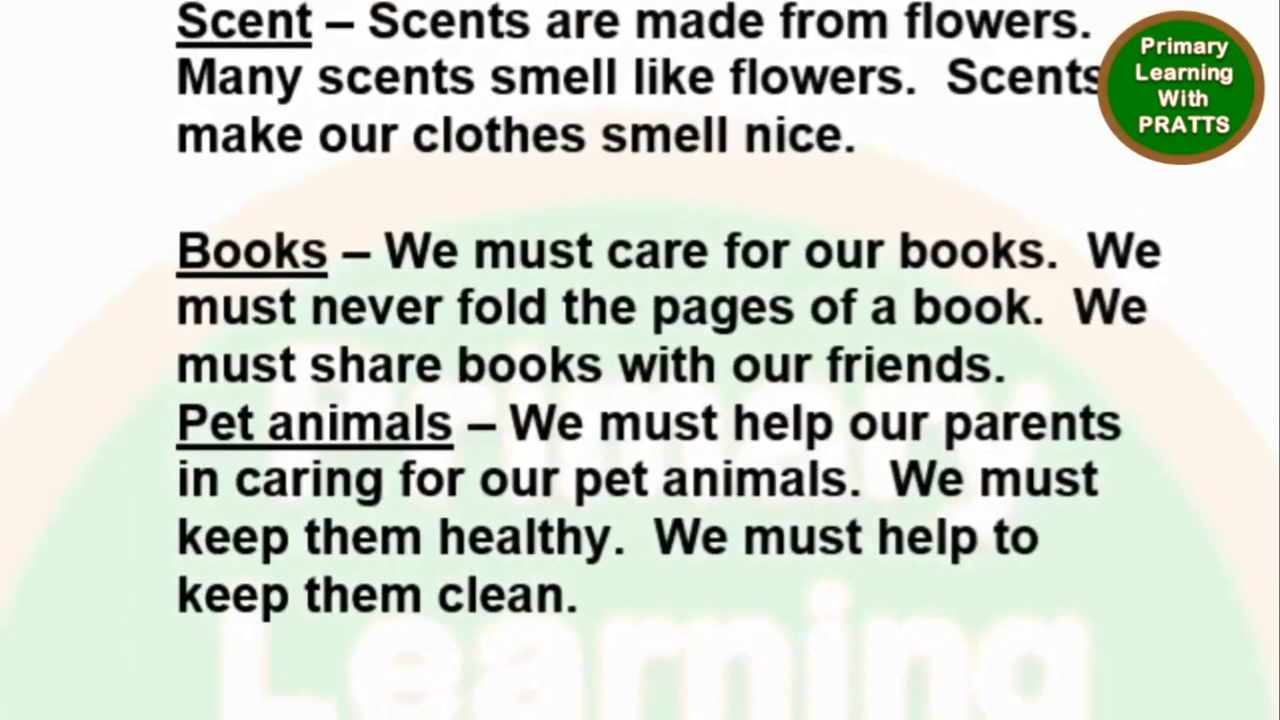 Scent – Scents are made from flowers.
Many scents smell like flowers.  Scents
make our clothes smell nice.
Books – We must care for our books.  We
must never fold the pages of a book.  We
must share books with our friends.
Pet animals – We must help our parents
in caring for our pet animals.  We must
keep them healthy.  We must help to
keep them clean.
Primary
Learning
With
PRATTS
Primary
Learning